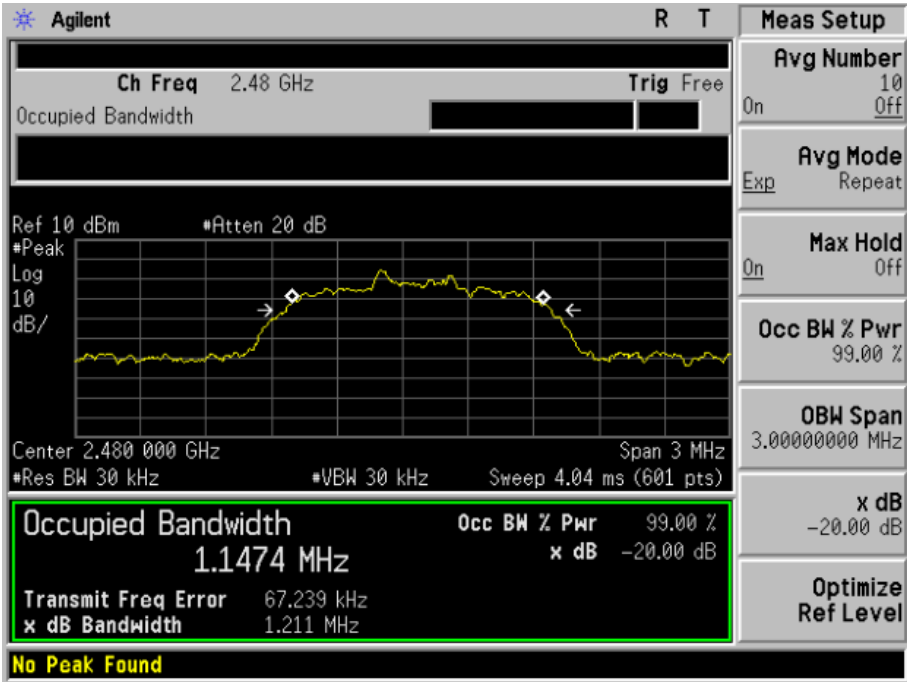 Agilent R T
Ch Freq 2.48 GHz Trig Free
Occupied Bandwidth
Ref 10 dBm #Atten 20 dB
#Peak
Log
10
dB/
Center 2.480 000 GHz Span 3 MHz
#Res BW 30 kHz #VBW 30 kHz Sweep 4.04 ms (601 pts)
Occupied Bandwidth Occ BW % Pwr 99.00 %
1.1474 MHz x dB -20.00 dB
Transmit Freq Error 67.239 kHz
x dB Bandwidth 1.211 MHz
No Peak Found
Meas Setup
Avg Number
10
On Off
Avg Mode
Exp Repeat
Max Hold
On Off
Occ BW % Pwr
99.00 %
OBW Span
3.00000000 MHz
x dB
-20.00 dB
Optimize
Ref Level